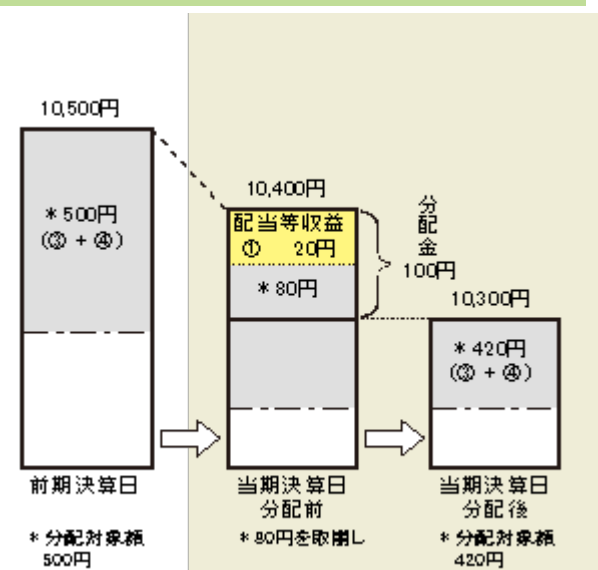 10,500円
＊500円
(③ + ④)
前期決算日
＊分配対象額
500円
10,400円
配当等収益
① 20円
＊80円
分配金
100円
当期決算日
分配前
＊80円を取崩し
10,300円
＊420円
(③ + ④)
当期決算日
分配後
＊分配対象額
420円